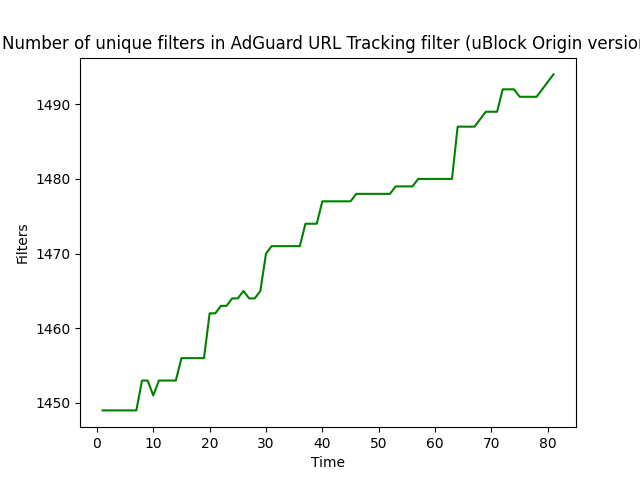 Number of unique filters in AdGuard URL Tracking filter (uBlock Origin version
Filters
1490
1480
1470
1460
1450
0 10 20 30 40 50 60 70 80
Time